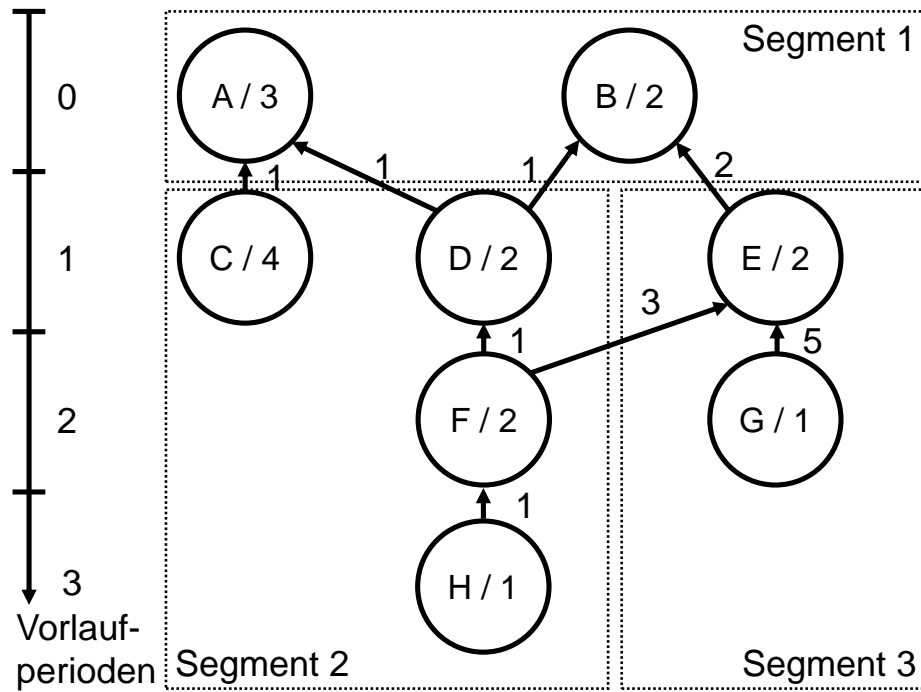 Segment 1
0
A / 3
B / 2
1
1
1
2
1
C / 4
D / 2
E / 2
3
1
5
2
F / 2
G / 1
1
3
H / 1
Vorlauf-
perioden
Segment 2
Segment 3